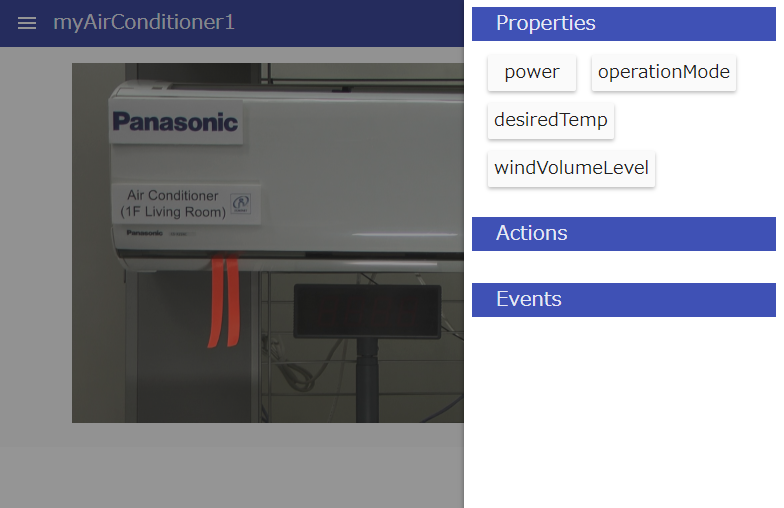 myAirConditioner1
Panasonic
Air Conditioner
(1F Living Room)
Panasonic
Properties
power
operationMode
desiredTemp
windVolumeLevel
Actions
Events